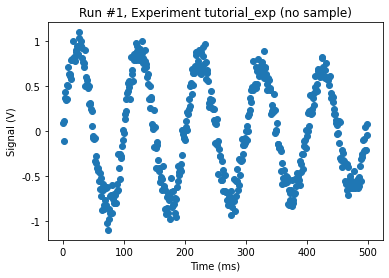 Run #1, Experiment tutorial_exp (no sample)
1
0.5
0
-0.5
-1
Signal (V)
0 100 200 300 400 500
Time (ms)